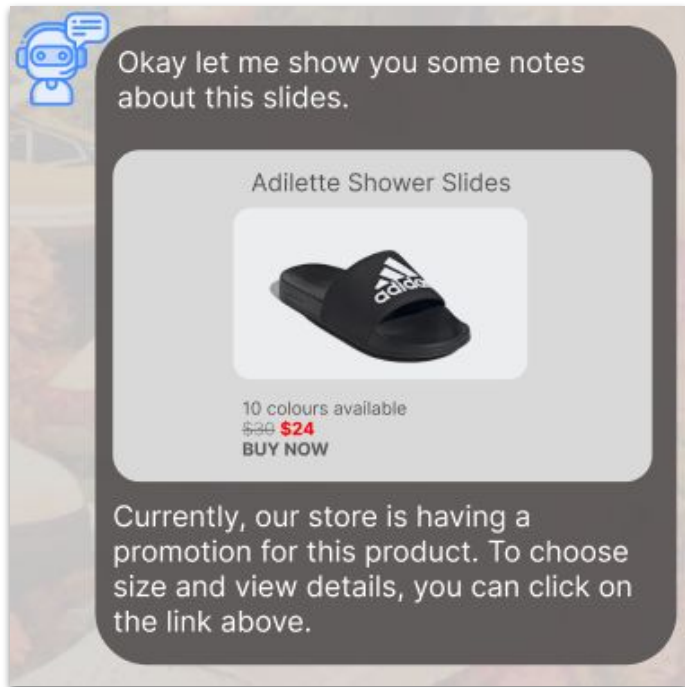 Okay let me show you some notes
about this slides.
Adilette Shower Slides
adidas
10 colours available
$30 $24
BUY NOW
Currently, our store is having a
promotion for this product. To choose
size and view details, you can click on
the link above.